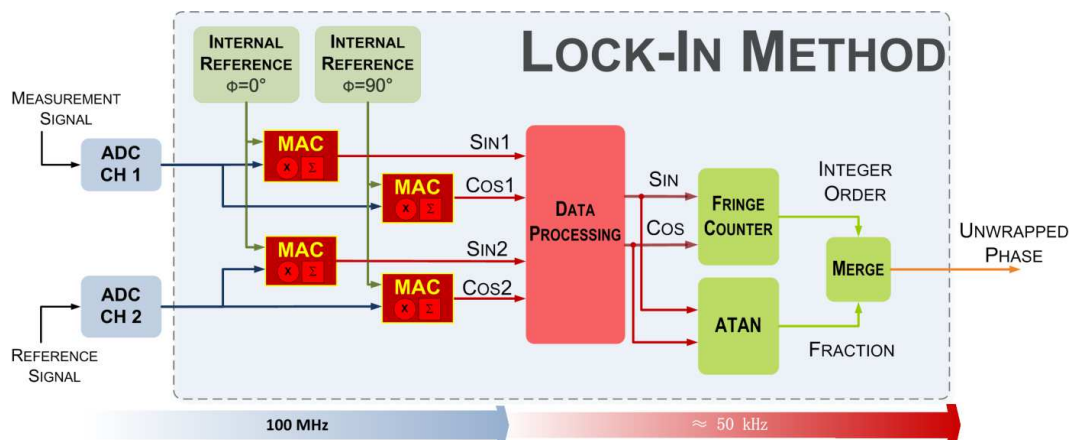 LOCK-IN METHOD
INTERNAL
REFERENCE
Φ=0°
INTERNAL
REFERENCE
Φ=90°
MEASUREMENT
SIGNAL
ADC
CH 1
MAC
X Σ
SIN1
MAC
X Σ
COS1
MAC
X Σ
SIN2
MAC
X Σ
COS2
ADC
CH 2
REFERENCE
SIGNAL
DATA
PROCESSING
SIN
COS
FRINGE
COUNTER
ATAN
INTEGER
ORDER
MERGE
FRACTION
UNWRAPPED
PHASE
100 MHz
≈ 50 kHz